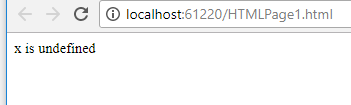 localhost:61220/HTMLPage1.html
x is undefined